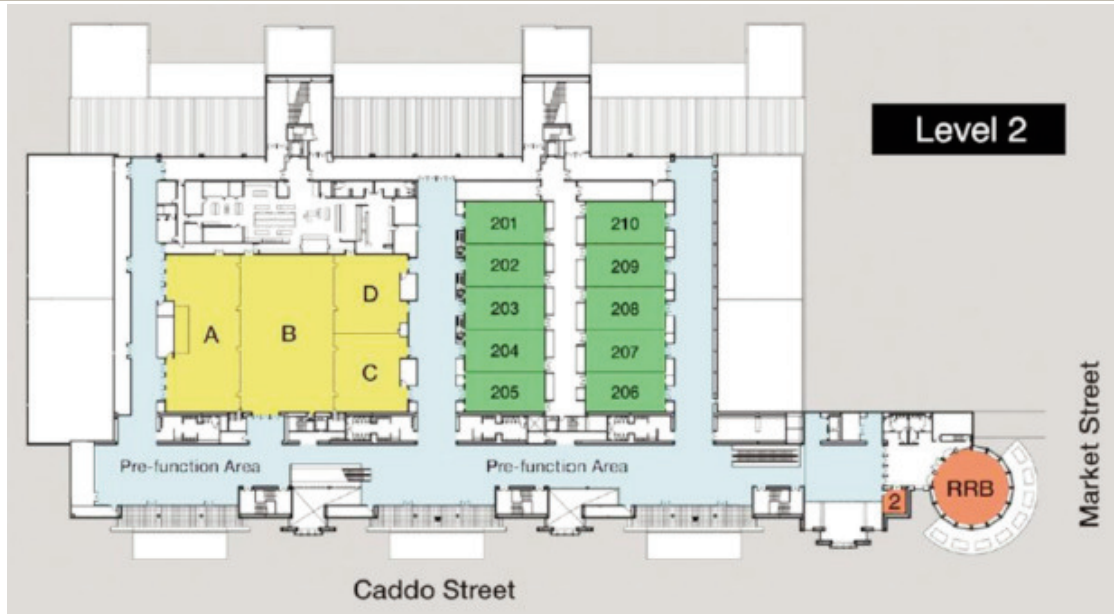 Level 2
201
210
202
209
D
203
208
A
B
204
207
C
205
206
Pre-function Area
Pre-function Area
2
RRB
Market Street
Caddo Street